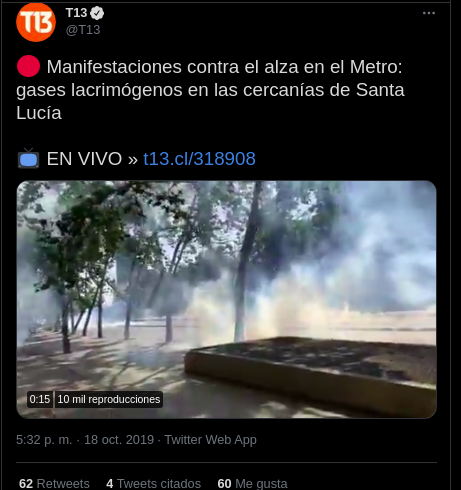 T13
T13
@T13
Manifestaciones contra el alza en el Metro:
gases lacrimógenos en las cercanías de Santa
Lucía
EN VIVO » t13.cl/318908
0:15 10 mil reproducciones
5:32 p. m. · 18 oct. 2019 · Twitter Web App
62 Retweets 4 Tweets citados 60 Me gusta